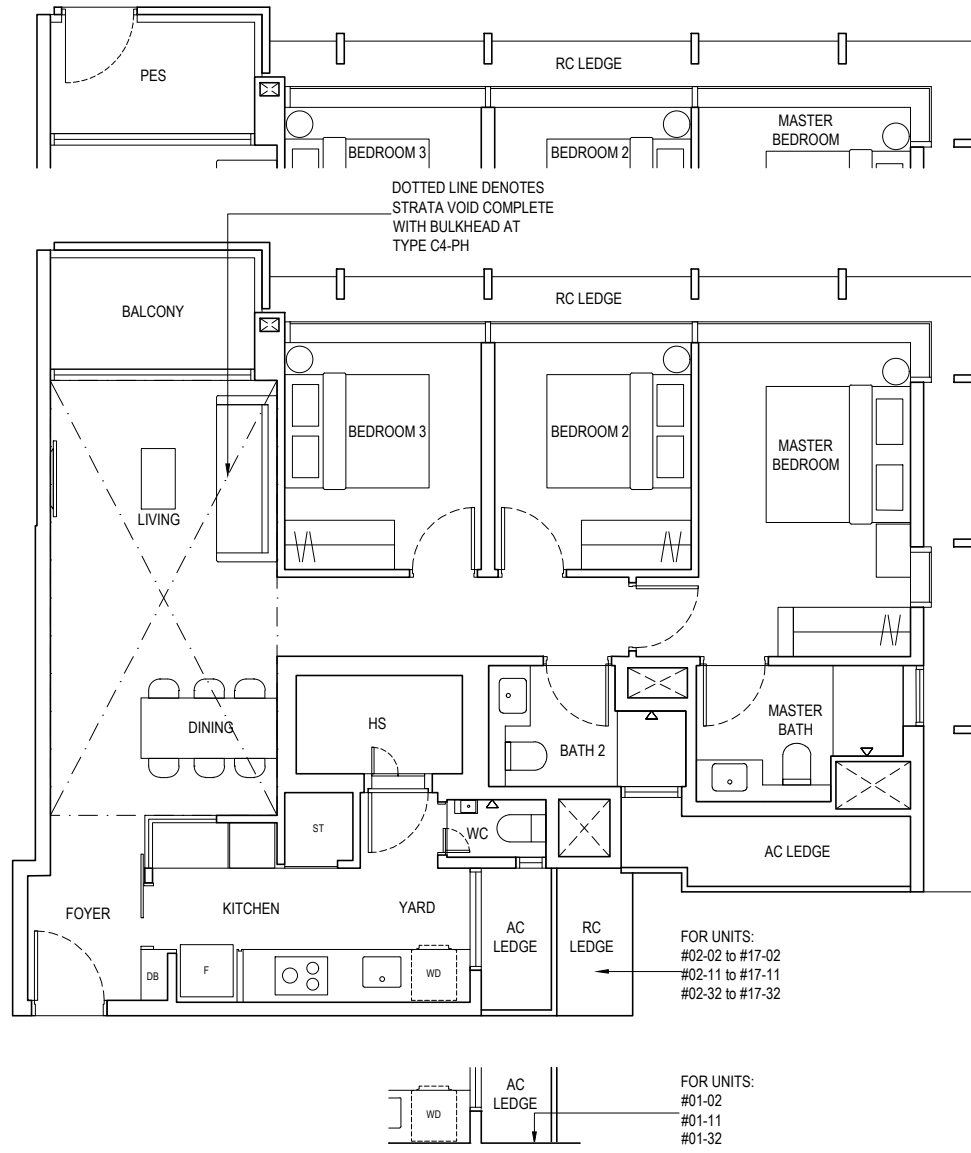 PES
RC LEDGE
BEDROOM 3
BEDROOM 2
MASTER
BEDROOM
DOTTED LINE DENOTES
STRATA VOID COMPLETE
WITH BULKHEAD AT
TYPE C4-PH
BALCONY
RC LEDGE
BEDROOM 3
BEDROOM 2
MASTER
BEDROOM
LIVING
DINING
HS
BATH 2
MASTER
BATH
ST
WC
AC LEDGE
FOYER
KITCHEN
YARD
AC
LEDGE
RC
LEDGE
DB
F
WD
FOR UNITS:
#02-02 to #17-02
#02-11 to #17-11
#02-32 to #17-32
WD
AC
LEDGE
FOR UNITS:
#01-02
#01-11
#01-32